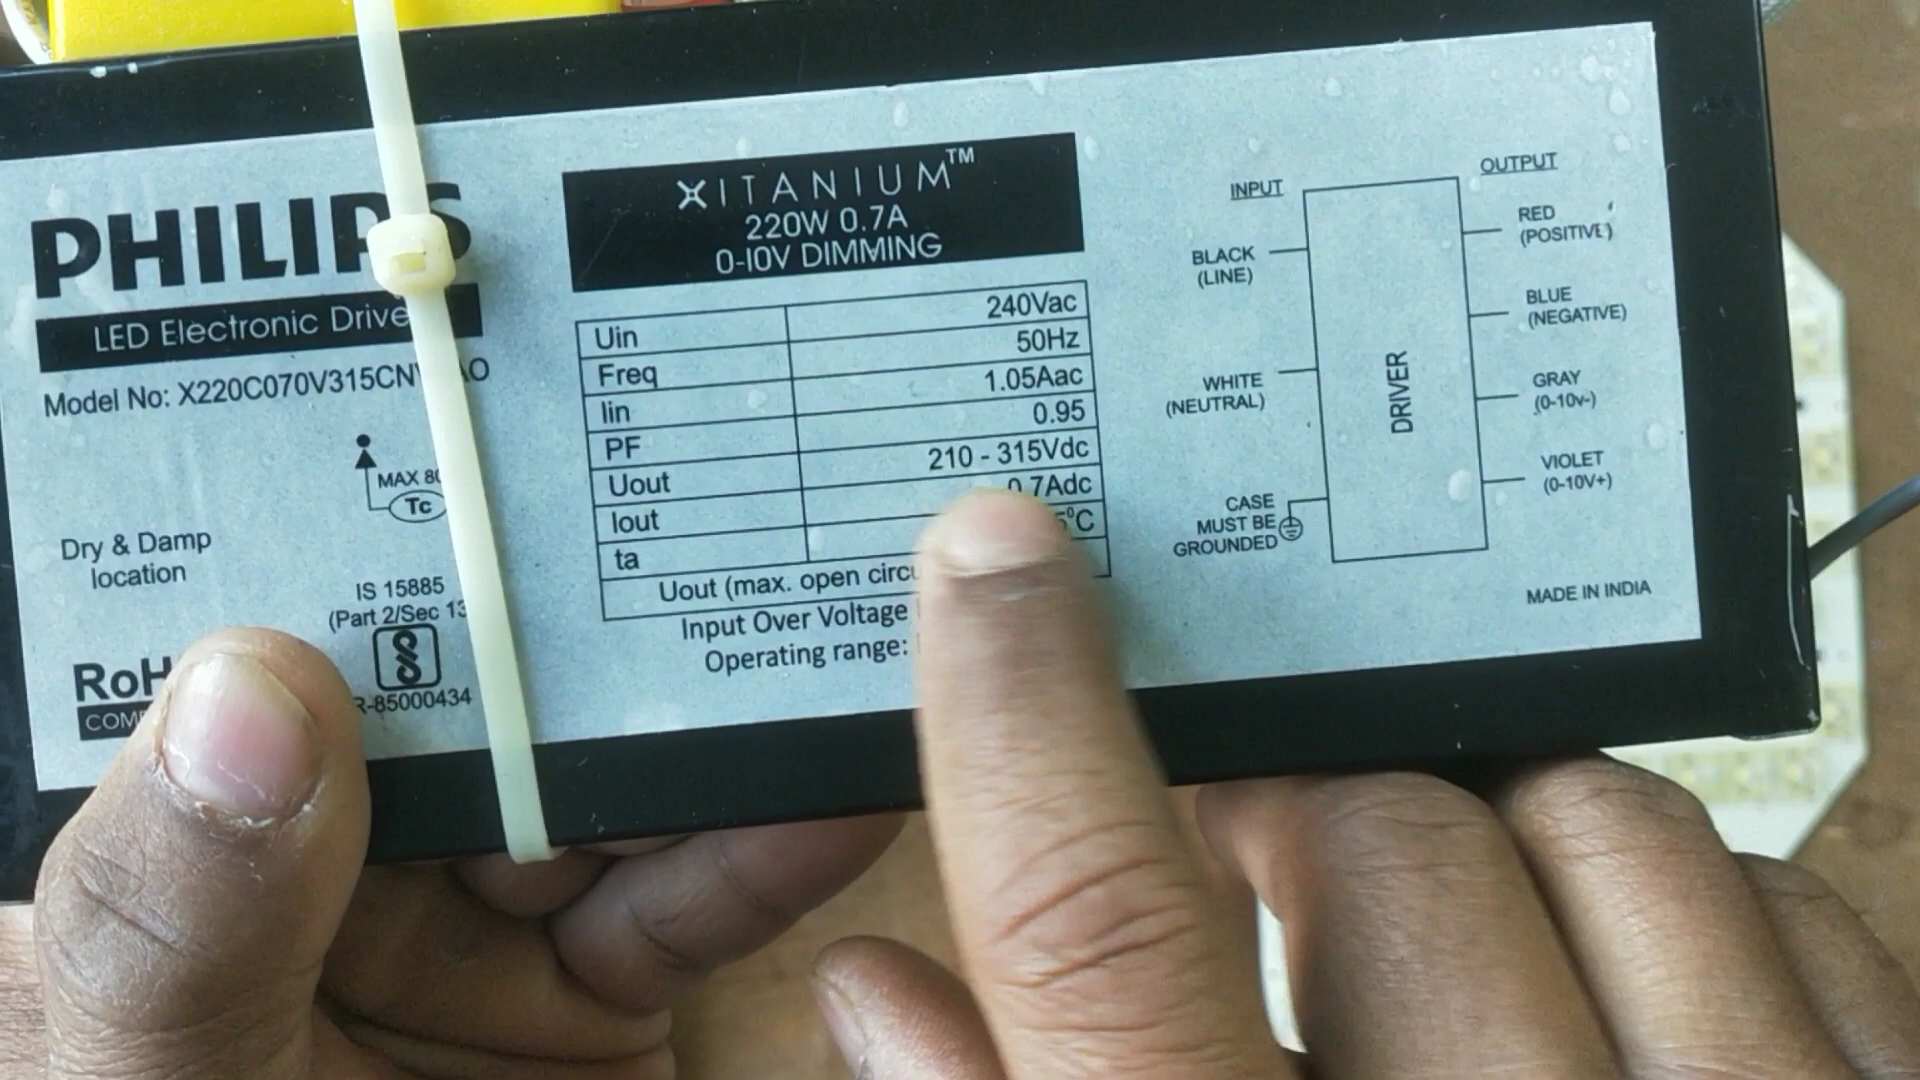 PHILIPS
LED Electronic Driver
Model No: X220C070V315CN
MAX 80
Tc
Dry & Damp
location
IS 15885
(Part 2/Sec 13
RoH
COM
R-85000434
XITANIUM™
220W 0.7A
0-10V DIMMING
Uin 240Vac
Freq 50Hz
Iin 1.05Aac
PF 0.95
Uout 210 - 315Vdc
Iout 0.7Adc
ta °C
Uout (max. open circu
Input Over Voltage
Operating range:
INPUT
BLACK
(LINE)
WHITE
(NEUTRAL)
CASE
MUST BE
GROUNDED
DRIVER
OUTPUT
RED
(POSITIVE)
BLUE
(NEGATIVE)
GRAY
(0-10v-)
VIOLET
(0-10V+)
MADE IN INDIA